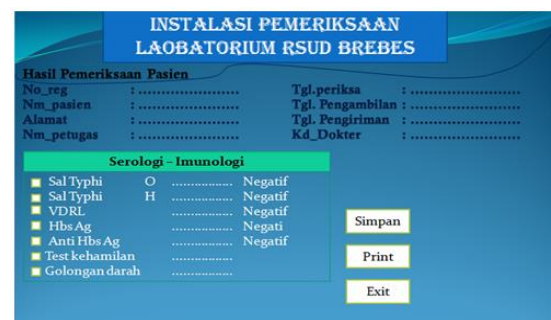 INSTALASI PEMERIKSAAN
LAOBATORIUM RSUD BREBES
Hasil Pemeriksaan Pasien
No_reg : ...................... Tgl.periksa : ........................
Nm_pasien : ...................... Tgl. Pengambilan : ........................
Alamat : ...................... Tgl. Pengiriman : ........................
Nm_petugas : ...................... Kd_Dokter : ........................
Serologi – Imunologi
Sal Typhi O ................. Negatif
Sal Typhi H ................. Negatif
VDRL ................. Negatif
Hbs Ag ................. Negati
Anti Hbs Ag ................. Negatif
Test kehamilan .................
Golongan darah .................
Simpan
Print
Exit